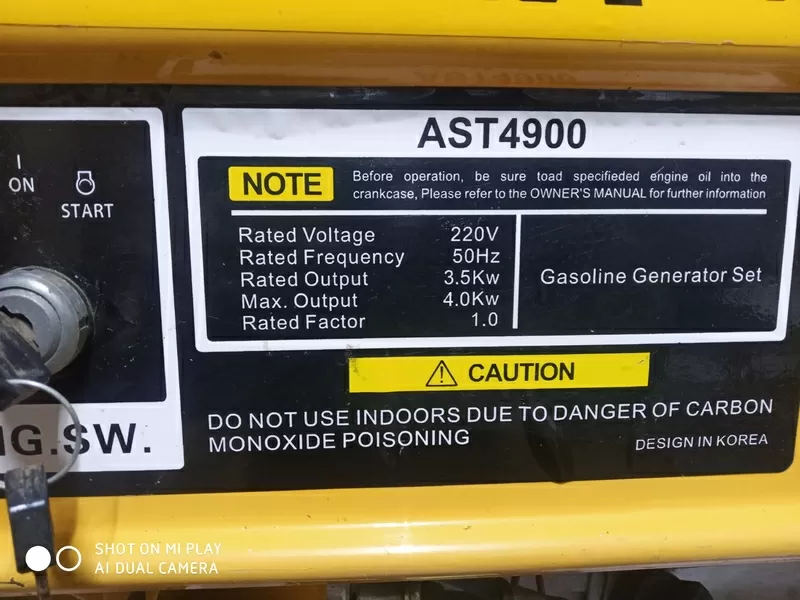 I
ON
START
IG.SW.
AST4900
NOTE
Before operation, be sure toad specifieded engine oil into the
crankcase, Please refer to the OWNER'S MANUAL for further information
Rated Voltage 220V
Rated Frequency 50Hz
Rated Output 3.5Kw
Max. Output 4.0Kw
Rated Factor 1.0
Gasoline Generator Set
CAUTION
DO NOT USE INDOORS DUE TO DANGER OF CARBON
MONOXIDE POISONING
DESIGN IN KOREA
SHOT ON MI PLAY
AI DUAL CAMERA